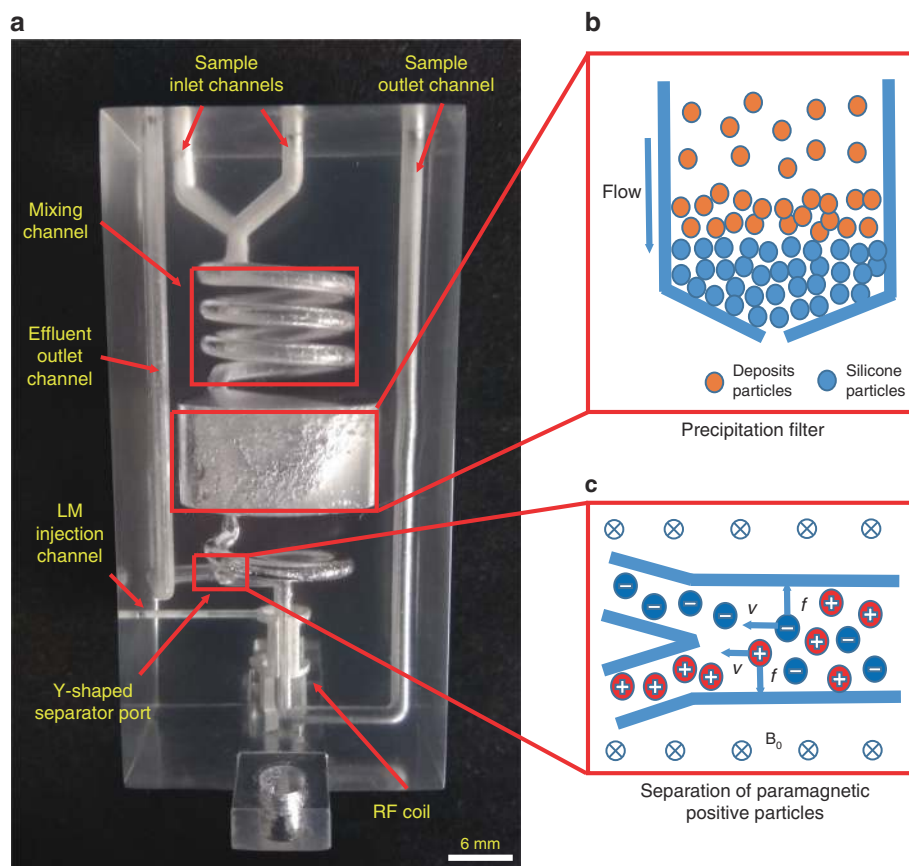 a
Sample
inlet channels
Sample
outlet channel
Mixing
channel
Effluent
outlet
channel
LM
injection
channel
Y-shaped
separator port
RF coil
6 mm
b
Flow
Deposits
particles
Silicone
particles
Precipitation filter
c
v
f
v
f
B₀
Separation of paramagnetic
positive particles